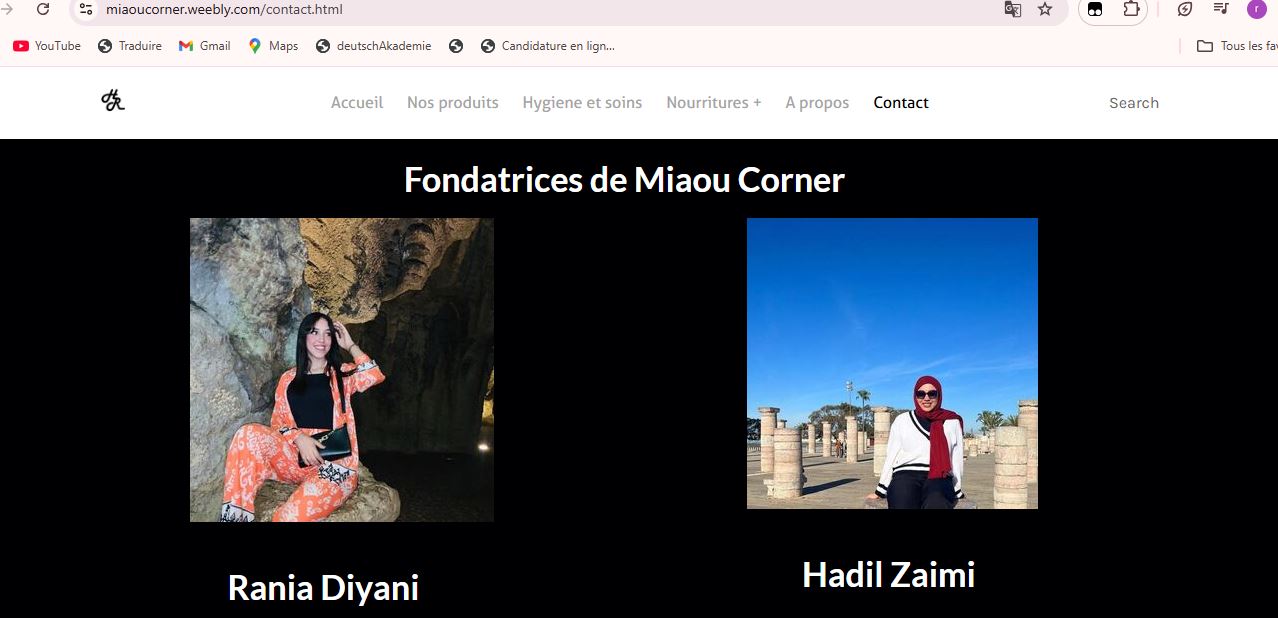 miaoucorner.weebly.com/contact.html
r
YouTube Traduire Gmail Maps deutschAkademie Candidature en lign... Tous les fav
HR Accueil Nos produits Hygiene et soins Nourritures + A propos Contact Search
Fondatrices de Miaou Corner
Rania Diyani
Hadil Zaimi